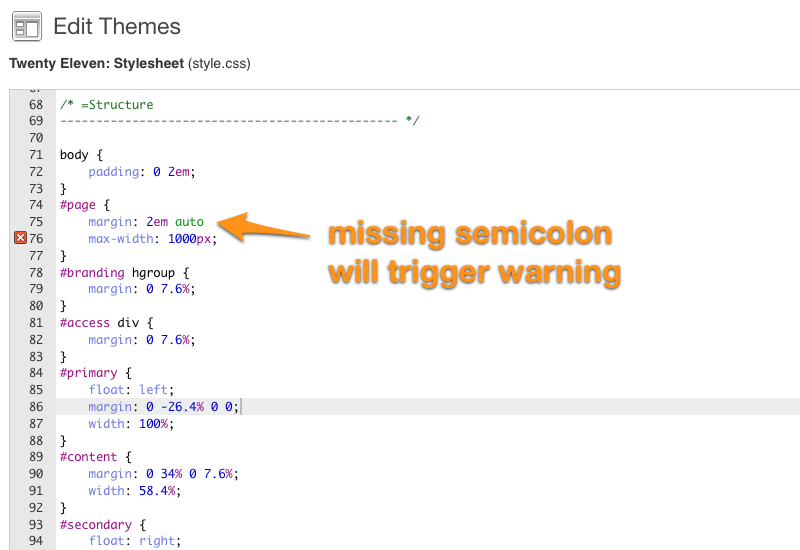 Edit Themes
Twenty Eleven: Stylesheet (style.css)
68 /* =Structure
69 ----------------------------------------------- */
70
71 body {
72     padding: 0 2em;
73 }
74 #page {
75     margin: 2em auto
76     max-width: 1000px;
77 }
78 #branding hgroup {
79     margin: 0 7.6%;
80 }
81 #access div {
82     margin: 0 7.6%;
83 }
84 #primary {
85     float: left;
86     margin: 0 -26.4% 0 0;
87     width: 100%;
88 }
89 #content {
90     margin: 0 34% 0 7.6%;
91     width: 58.4%;
92 }
93 #secondary {
94     float: right;
missing semicolon
will trigger warning